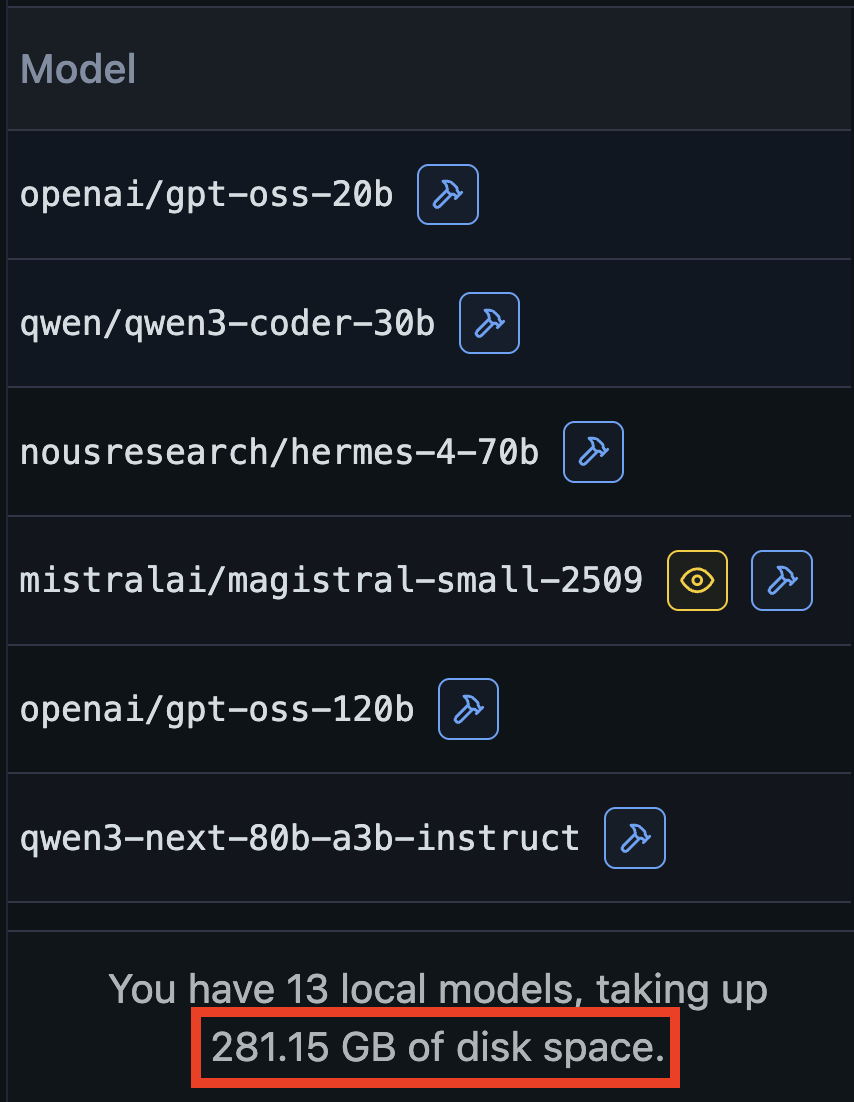 Model
openai/gpt-oss-20b
qwen/qwen3-coder-30b
nousresearch/hermes-4-70b
mistralai/magistral-small-2509
openai/gpt-oss-120b
qwen3-next-80b-a3b-instruct
You have 13 local models, taking up
281.15 GB of disk space.